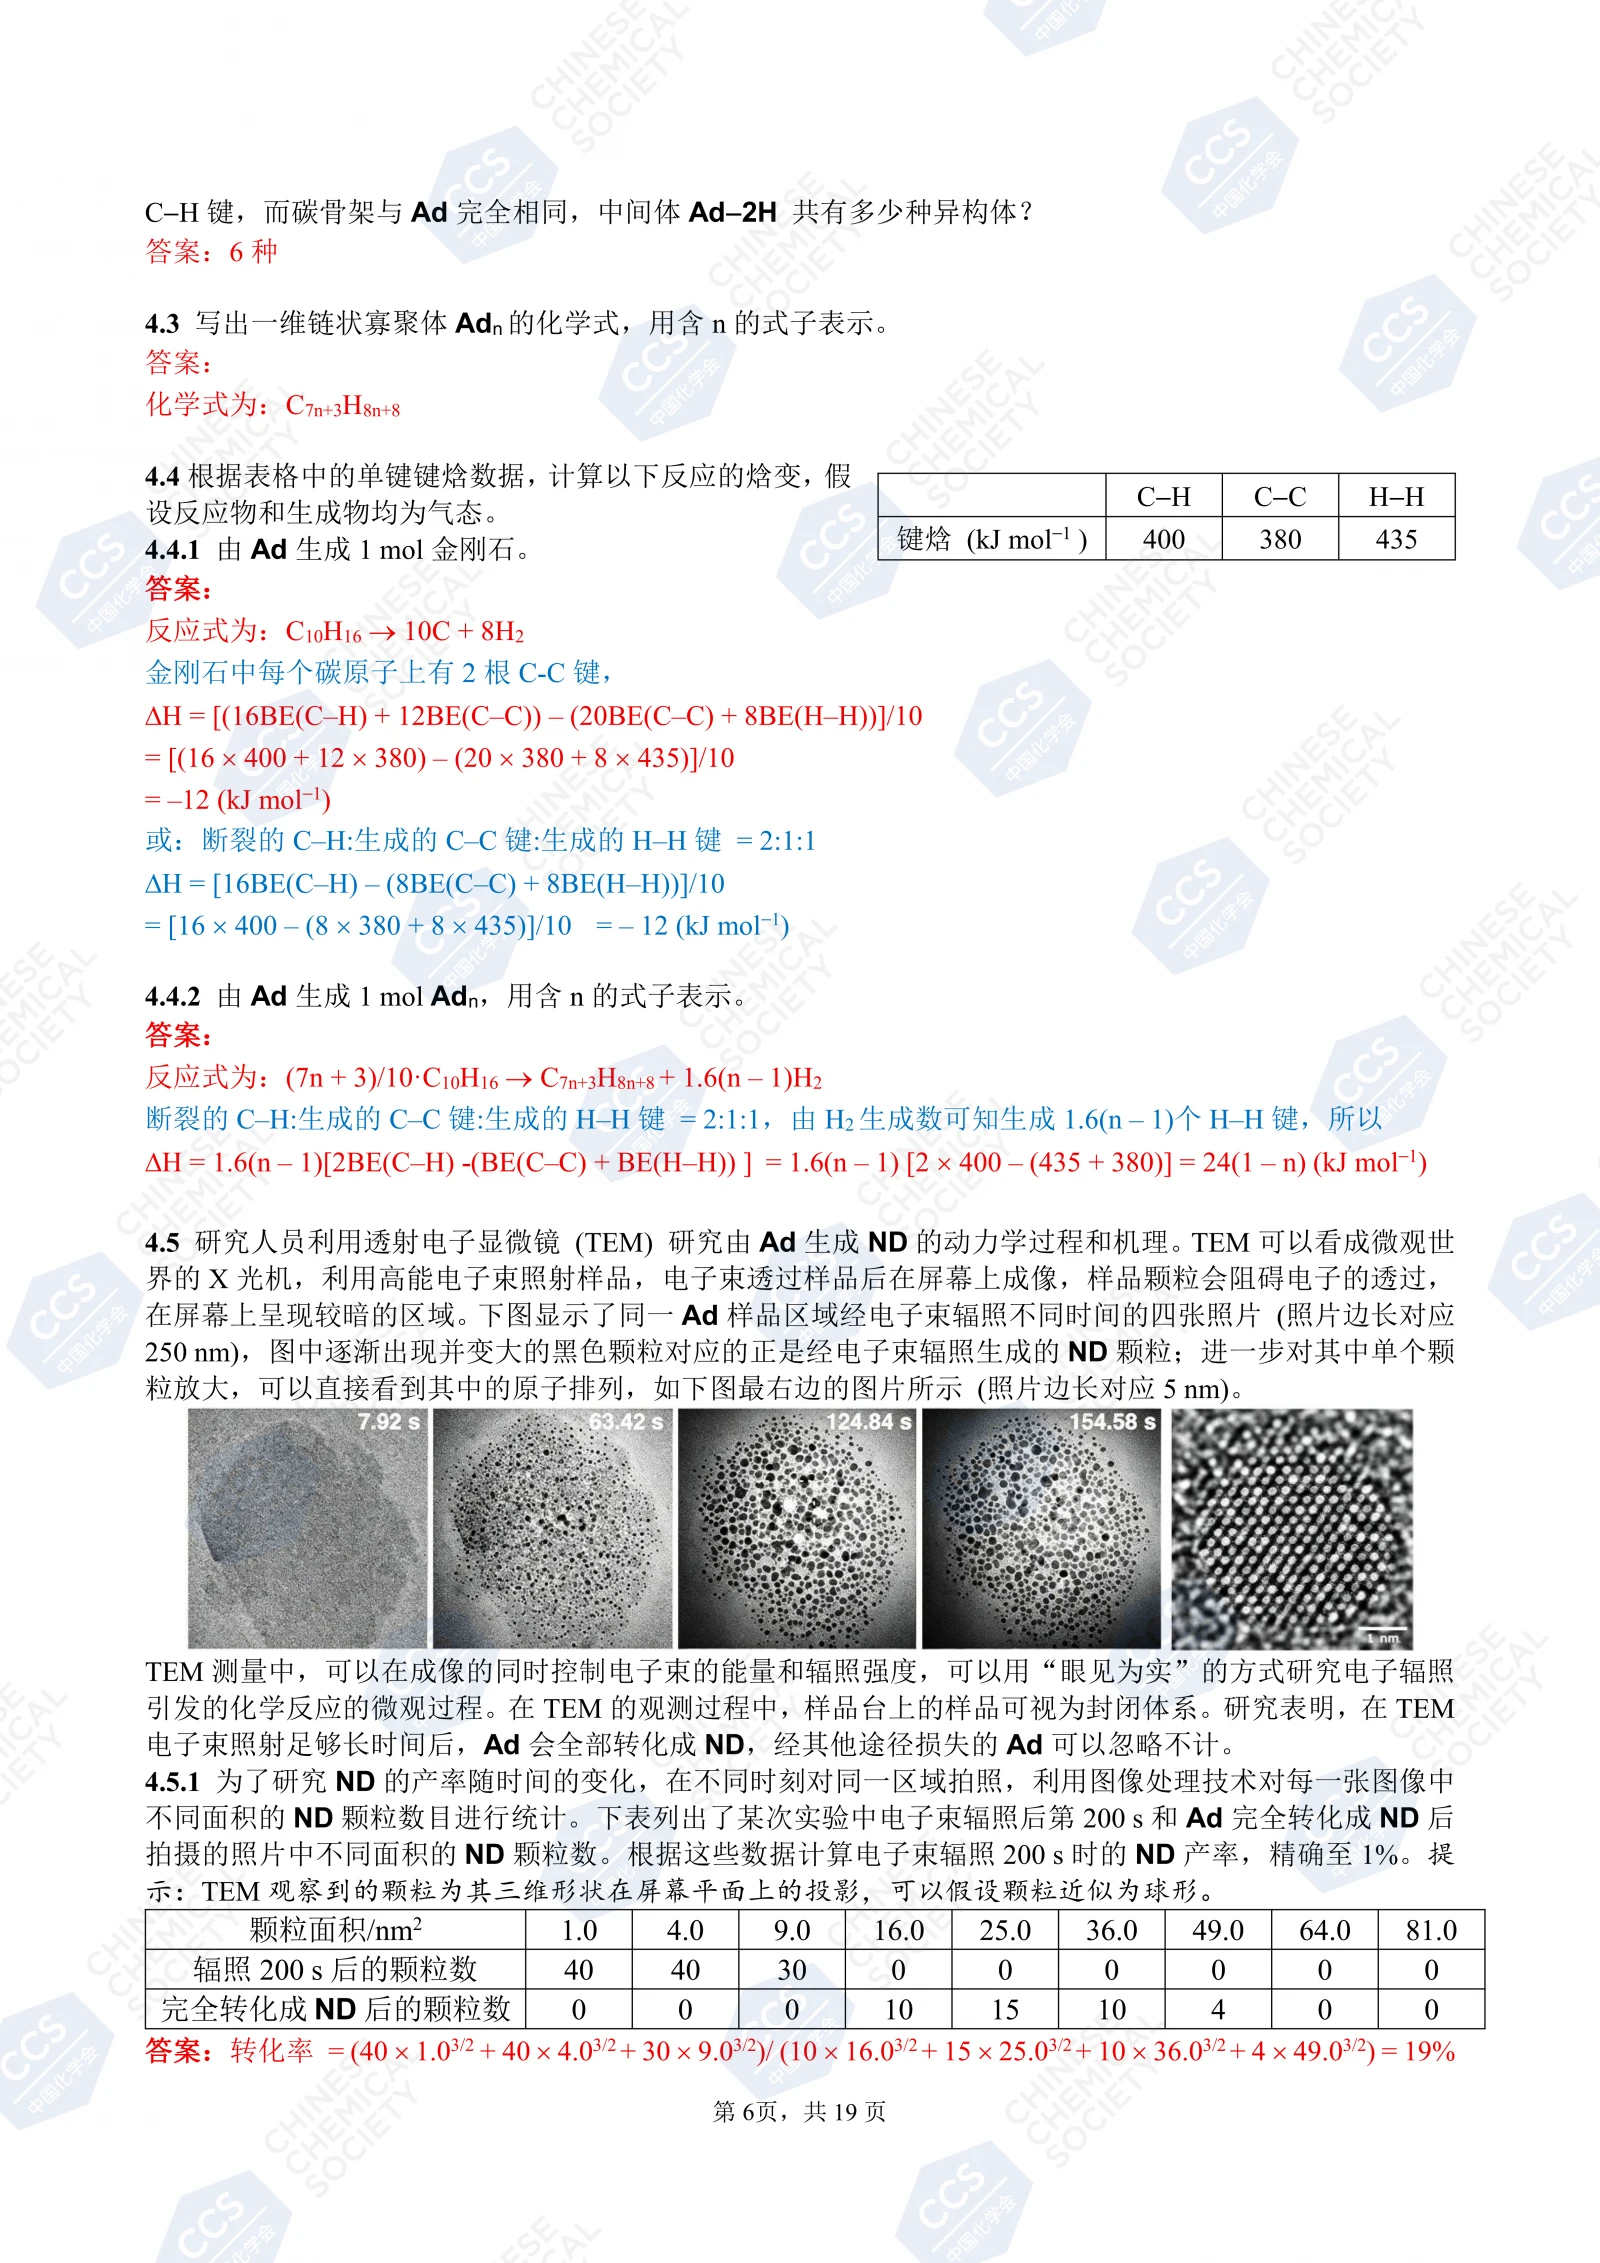 C–H 键，而碳骨架与 Ad 完全相同，中间体 Ad–2H 共有多少种异构体？
答案：6 种
4.3 写出一维链状寡聚体 Adn的化学式，用含 n 的式子表示。
答案：
化学式为：C7n+3H8n+8
4.4根据表格中的单键键焓数据，计算以下反应的焓变，假
设反应物和生成物均为气态。
C–H C–C H–H
键焓 (kJ mol−1 ) 400 380 435
4.4.1 由 Ad 生成 1 mol 金刚石。
答案：
反应式为：C10H16 → 10C + 8H2
金刚石中每个碳原子上有 2 根 C-C 键，
ΔH = [(16BE(C–H) + 12BE(C–C)) – (20BE(C–C) + 8BE(H–H))]/10
= [(16 × 400 + 12 × 380) – (20 × 380 + 8 × 435)]/10
= –12 (kJ mol−1)
或：断裂的 C–H:生成的 C–C 键:生成的 H–H 键 = 2:1:1
ΔH = [16BE(C–H) – (8BE(C–C) + 8BE(H–H))]/10
= [16 × 400 – (8 × 380 + 8 × 435)]/10 = – 12 (kJ mol−1)
4.4.2 由 Ad 生成 1 mol Adn，用含 n 的式子表示。
答案：
反应式为：(7n + 3)/10·C10H16 → C7n+3H8n+8 + 1.6(n – 1)H2
断裂的 C–H:生成的 C–C 键:生成的 H–H 键 = 2:1:1，由 H2 生成数可知生成 1.6(n – 1)个 H–H 键，所以
ΔH = 1.6(n – 1)[2BE(C–H) -(BE(C–C) + BE(H–H)) ] = 1.6(n – 1) [2 × 400 – (435 + 380)] = 24(1 – n) (kJ mol−1)
4.5 研究人员利用透射电子显微镜 (TEM) 研究由 Ad 生成 ND 的动力学过程和机理。TEM 可以看成微观世
界的 X 光机，利用高能电子束照射样品，电子束透过样品后在屏幕上成像，样品颗粒会阻碍电子的透过，
在屏幕上呈现较暗的区域。下图显示了同一 Ad 样品区域经电子束辐照不同时间的四张照片 (照片边长对应
250 nm)，图中逐渐出现并变大的黑色颗粒对应的正是经电子束辐照生成的 ND 颗粒；进一步对其中单个颗
粒放大，可以直接看到其中的原子排列，如下图最右边的图片所示 (照片边长对应 5 nm)。
7.92 s 63.42 s 124.84 s 154.58 s
1 nm
TEM 测量中，可以在成像的同时控制电子束的能量和辐照强度，可以用“眼见为实”的方式研究电子辐照
引发的化学反应的微观过程。在 TEM 的观测过程中，样品台上的样品可视为封闭体系。研究表明，在 TEM
电子束照射足够长时间后，Ad 会全部转化成 ND，经其他途径损失的 Ad 可以忽略不计。
4.5.1 为了研究 ND 的产率随时间的变化，在不同时刻对同一区域拍照，利用图像处理技术对每一张图像中
不同面积的 ND 颗粒数目进行统计。下表列出了某次实验中电子束辐照后第 200 s 和 Ad 完全转化成 ND 后
拍摄的照片中不同面积的 ND 颗粒数。根据这些数据计算电子束辐照 200 s 时的 ND 产率，精确至 1%。提
示：TEM 观察到的颗粒为其三维形状在屏幕平面上的投影，可以假设颗粒近似为球形。
颗粒面积/nm2 1.0 4.0 9.0 16.0 25.0 36.0 49.0 64.0 81.0
辐照 200 s 后的颗粒数 40 40 30 0 0 0 0 0 0
完全转化成 ND 后的颗粒数 0 0 0 10 15 10 4 0 0
答案：转化率 = (40 × 1.03/2 + 40 × 4.03/2 + 30 × 9.03/2)/ (10 × 16.03/2 + 15 × 25.03/2 + 10 × 36.03/2 + 4 × 49.03/2) = 19%
第 6页，共 19 页
CCS
中国化学会
CHINESE
CHEMICAL
SOCIETY